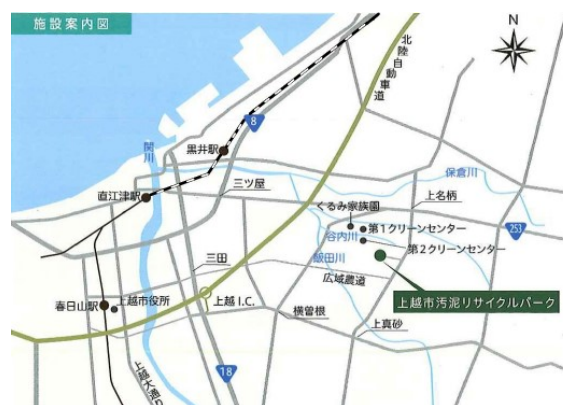 施設案内図
N
北陸自動車道
8
黒井駅
関川
直江津駅
三ツ屋
保倉川
上名柄
くるみ家族園
第1クリーンセンター
谷内川
253
第2クリーンセンター
飯田川
三田
広域農道
上越市汚泥リサイクルパーク
春日山駅
上越市役所
上越 I.C.
横曽根
上真砂
18
上越大通り